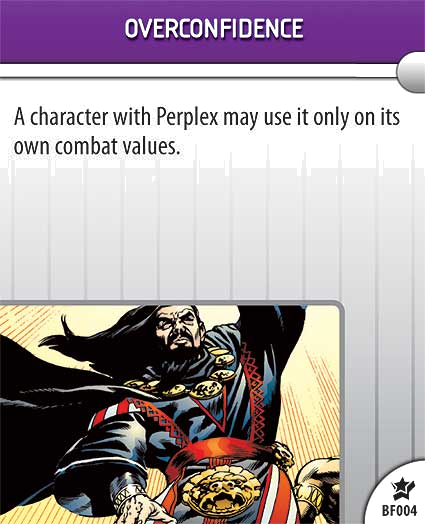 OVERCONFIDENCE
A character with Perplex may use it only on its
own combat values.
BF004